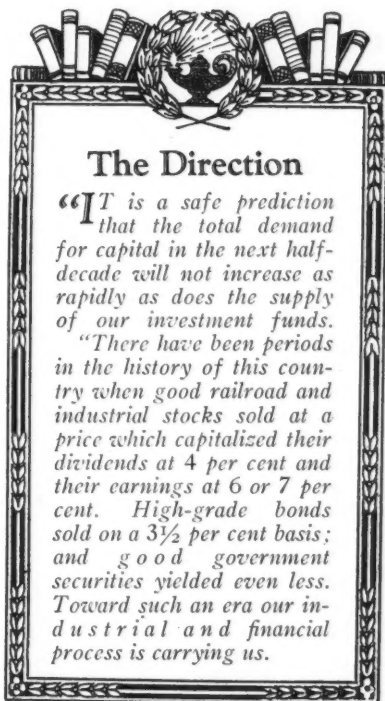 The Direction
“IT is a safe prediction
that the total demand
for capital in the next half-
decade will not increase as
rapidly as does the supply
of our investment funds.
“There have been periods
in the history of this coun-
try when good railroad and
industrial stocks sold at a
price which capitalized their
dividends at 4 per cent and
their earnings at 6 or 7 per
cent. High-grade bonds
sold on a 3½ per cent basis;
and good government
securities yielded even less.
Toward such an era our in-
dustrial and financial
process is carrying us.